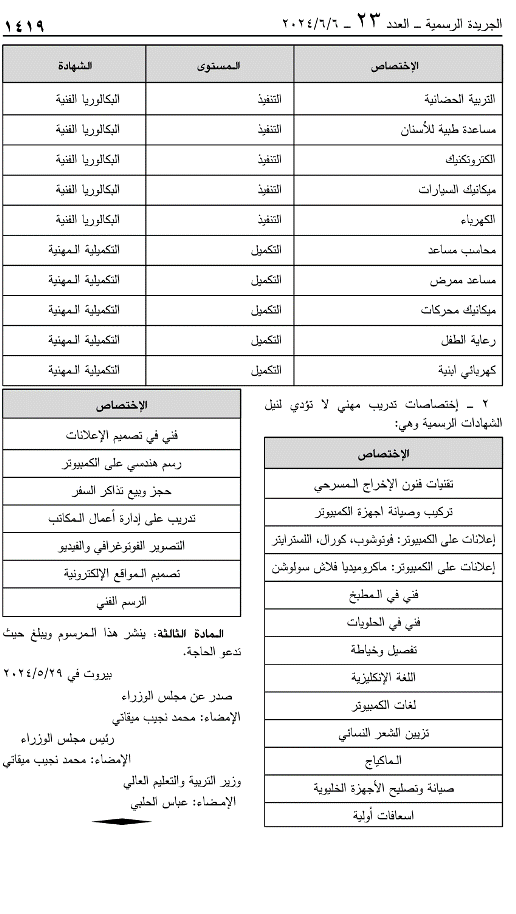 الجريدة الرسمية ـ العدد ٢٣ ـ ٢٠٢٤/٦/٦ ١٤١٩
الإختصاص المستوى الشهادة
التربية الحضانية التنفيذ البكالوريا الفنية
مساعدة طبية للأسنان التنفيذ البكالوريا الفنية
الكتروتكنيك التنفيذ البكالوريا الفنية
ميكانيك السيارات التنفيذ البكالوريا الفنية
الكهرباء التنفيذ البكالوريا الفنية
محاسب مساعد التكميل التكميلية المهنية
مساعد ممرض التكميل التكميلية المهنية
ميكانيك محركات التكميل التكميلية المهنية
رعاية الطفل التكميل التكميلية المهنية
كهربائي ابنية التكميل التكميلية المهنية
٢ ـ إختصاصات تدريب مهني لا تؤدي لنيل
الشهادات الرسمية وهي:
الإختصاص
تقنيات فنون الإخراج المسرحي
تركيب وصيانة اجهزة الكمبيوتر
إعلانات على الكمبيوتر: فوتوشوب، كورال، اللسترايتر
إعلانات على الكمبيوتر: ماكروميديا فلاش سولوشن
فني في المطبخ
فني في الحلويات
تفصيل وخياطة
اللغة الإنكليزية
لغات الكمبيوتر
تزيين الشعر النسائي
الماكياج
صيانة وتصليح الأجهزة الخليوية
اسعافات أولية
الإختصاص
فني في تصميم الإعلانات
رسم هندسي على الكمبيوتر
حجز وبيع تذاكر السفر
تدريب على إدارة أعمال المكاتب
التصوير الفوتوغرافي والفيديو
تصميم المواقع الإلكترونية
الرسم الفني
المادة الثالثة: ينشر هذا المرسوم ويبلغ حيث
تدعو الحاجة.
بيروت في ٢٠٢٤/٥/٢٩
صدر عن مجلس الوزراء
الإمضاء: محمد نجيب ميقاتي
رئيس مجلس الوزراء
الإمضاء: محمد نجيب ميقاتي
وزير التربية والتعليم العالي
الإمضاء: عباس الحلبي